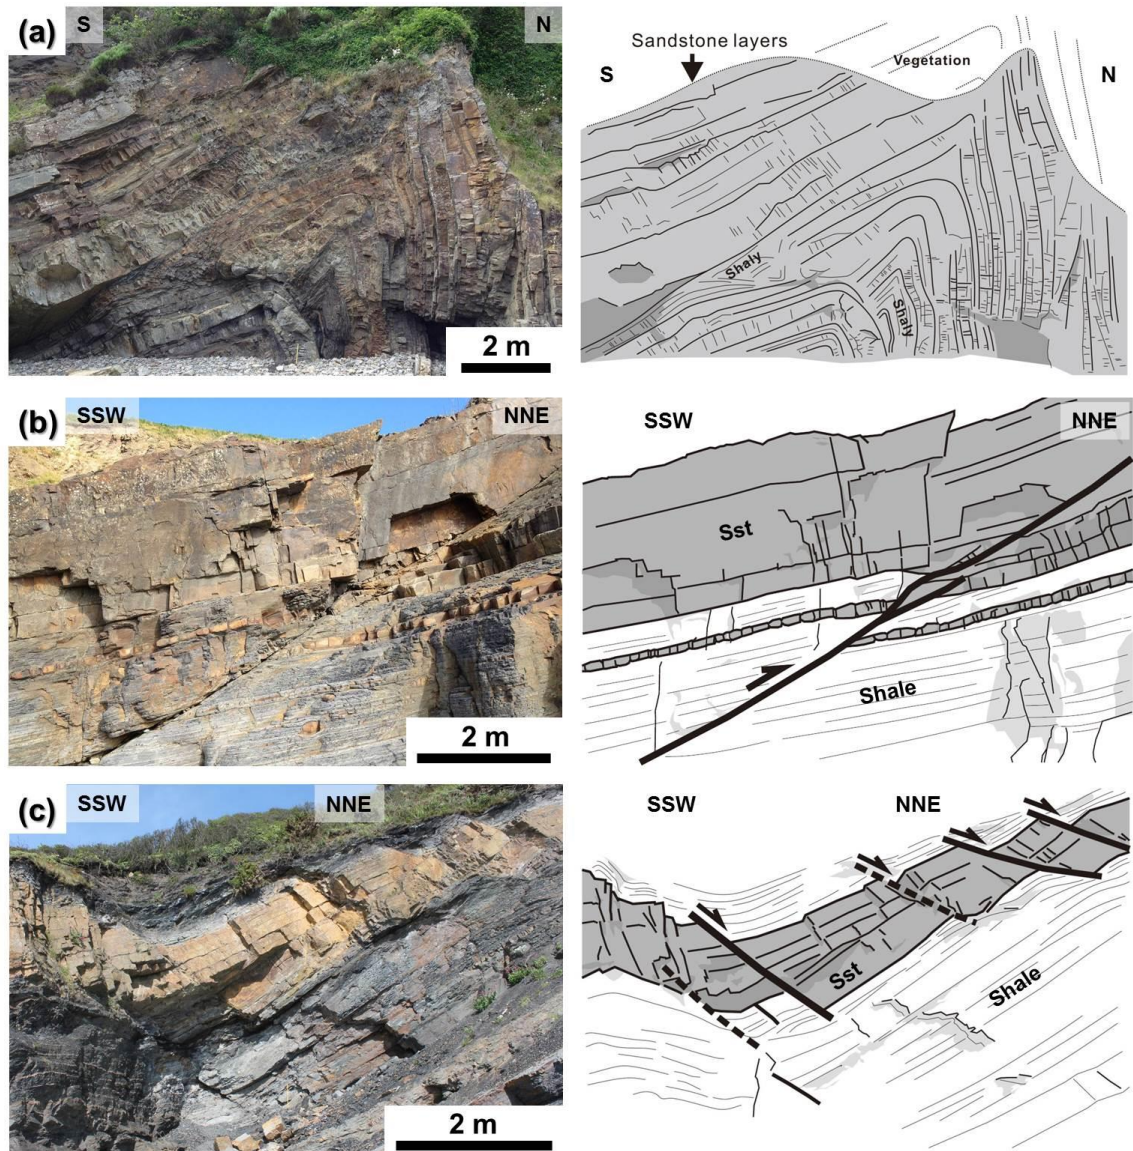 (a)
S
N
2 m
Sandstone layers
Vegetation
S
N
Shaly
Shaly
(b)
SSW
NNE
2 m
SSW
NNE
Sst
Shale
(c)
SSW
NNE
2 m
SSW
NNE
Sst
Shale